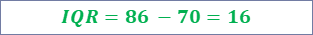 IQR = 86 − 70 = 16